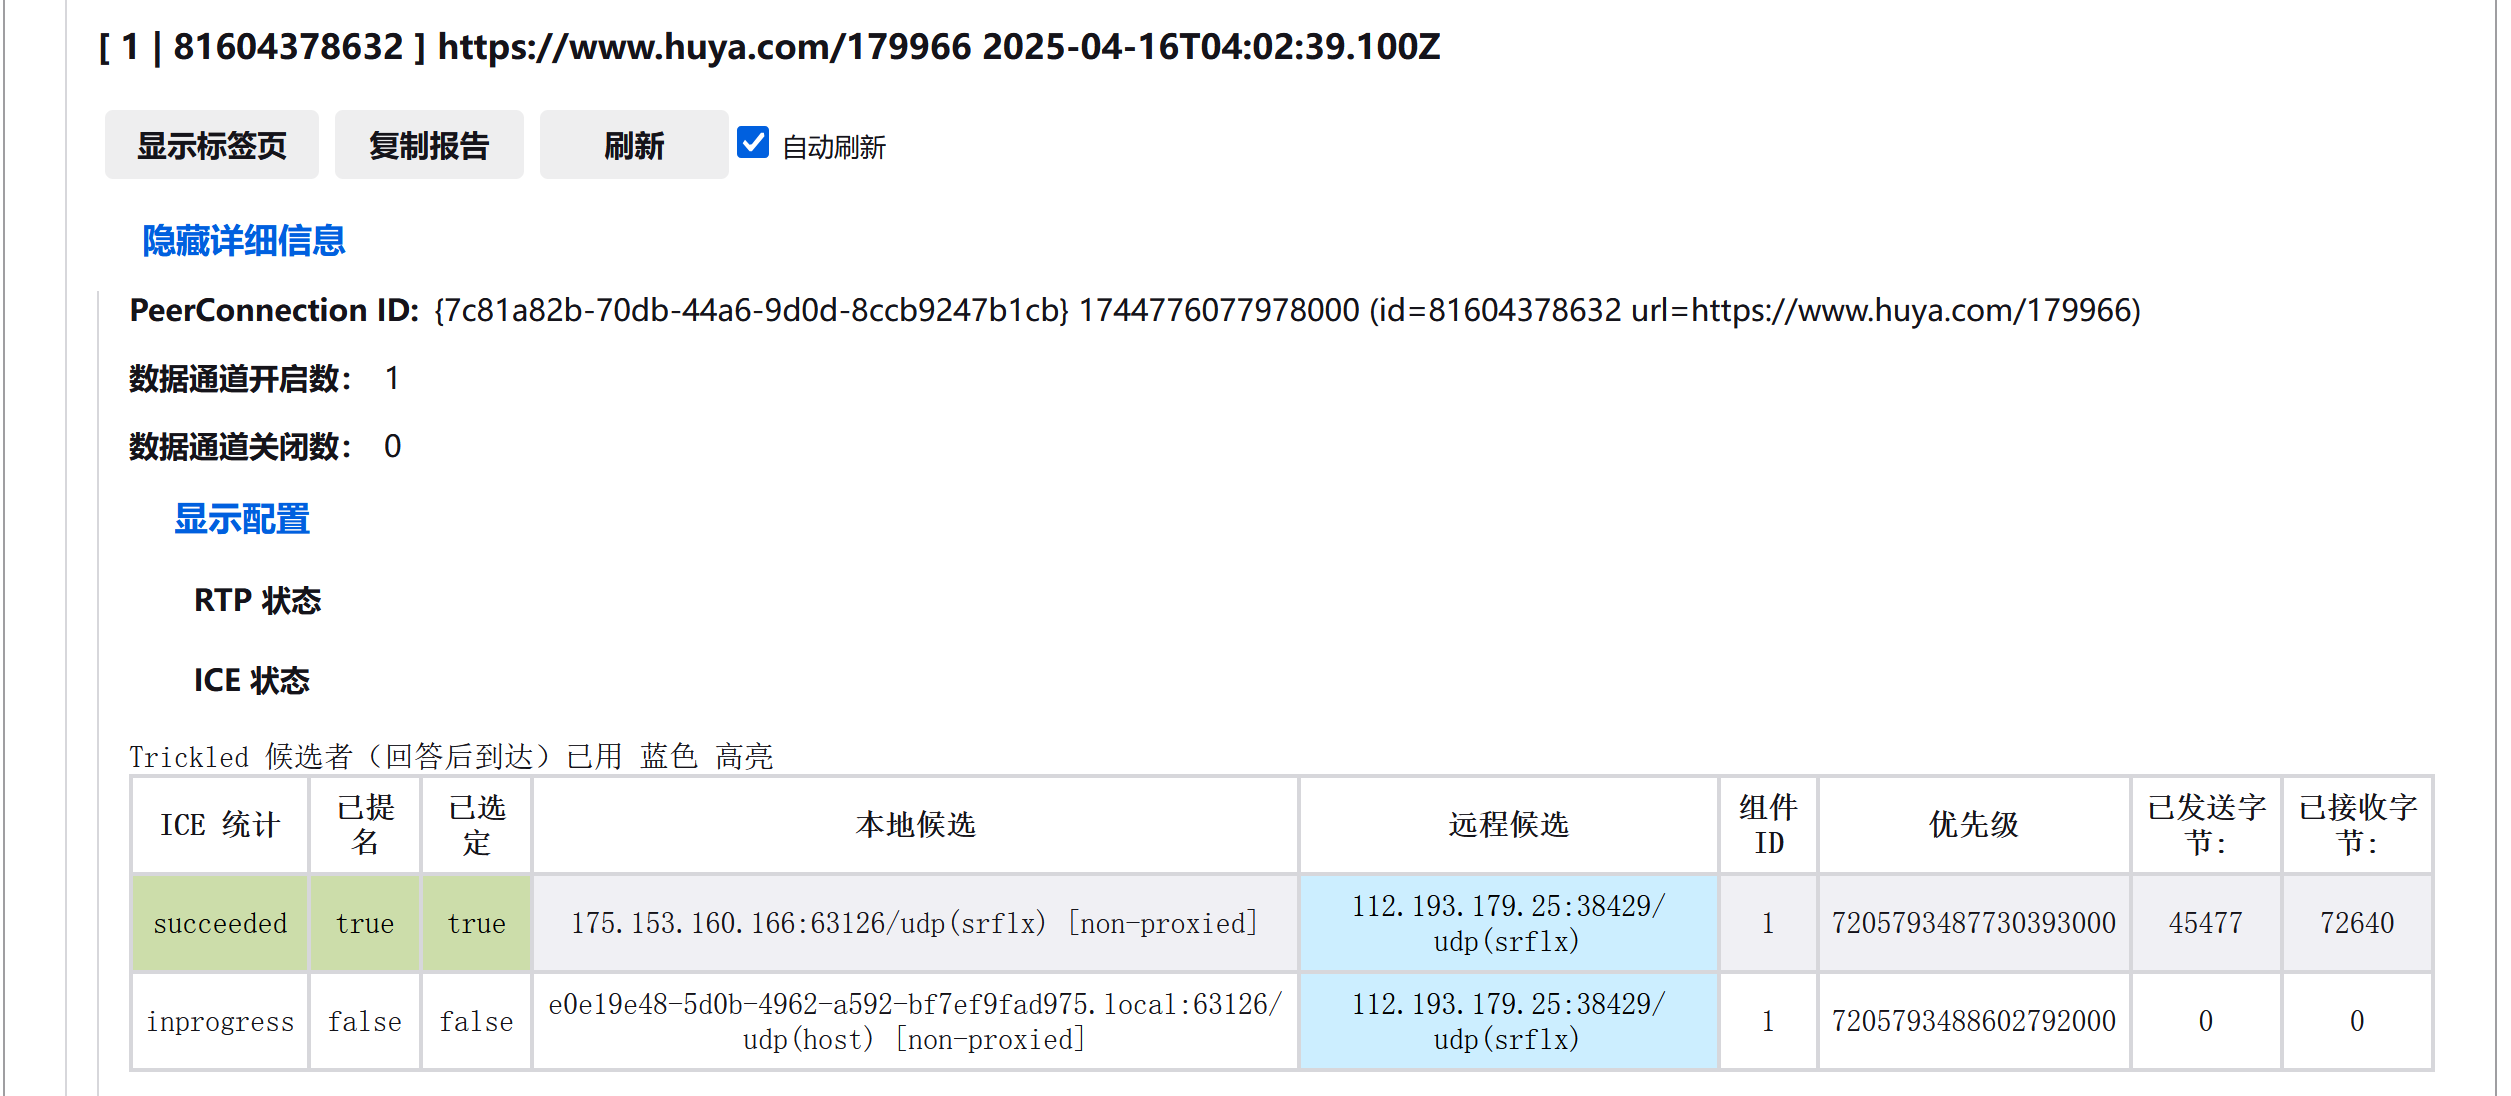 [ 1 | 81604378632 ] https://www.huya.com/179966 2025-04-16T04:02:39.100Z
显示标签页 复制报告 刷新 自动刷新
隐藏详细信息
PeerConnection ID: {7c81a82b-70db-44a6-9d0d-8ccb9247b1cb} 1744776077978000 (id=81604378632 url=https://www.huya.com/179966)
数据通道开启数： 1
数据通道关闭数： 0
显示配置
RTP 状态
ICE 状态
Trickled 候选者（回答后到达）已用 蓝色 高亮
ICE 统计 已提名 已选定 本地候选 远程候选 组件 ID 优先级 已发送字节: 已接收字节:
succeeded true true 175.153.160.166:63126/udp(srflx) [non-proxied] 112.193.179.25:38429/udp(srflx) 1 7205793487730393000 45477 72640
inprogress false false e0e19e48-5d0b-4962-a592-bf7ef9fad975.local:63126/udp(host) [non-proxied] 112.193.179.25:38429/udp(srflx) 1 7205793488602792000 0 0